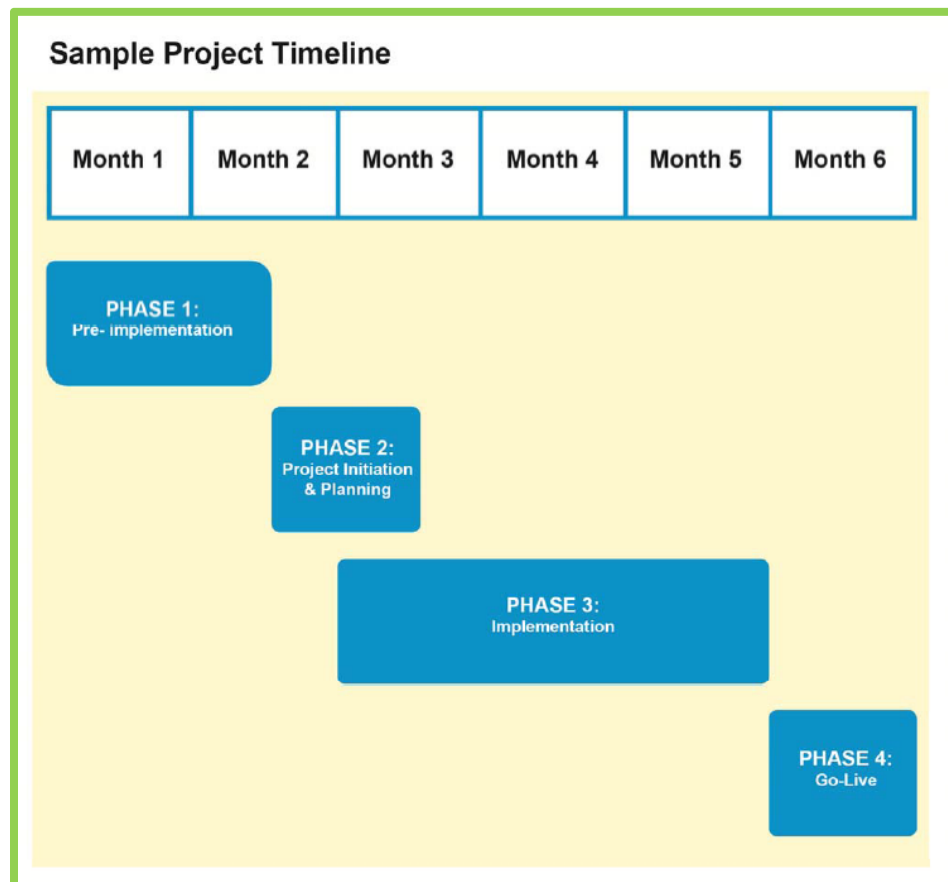 Sample Project Timeline
Month 1 Month 2 Month 3 Month 4 Month 5 Month 6
PHASE 1:
Pre- implementation
PHASE 2:
Project Initiation
& Planning
PHASE 3:
Implementation
PHASE 4:
Go-Live